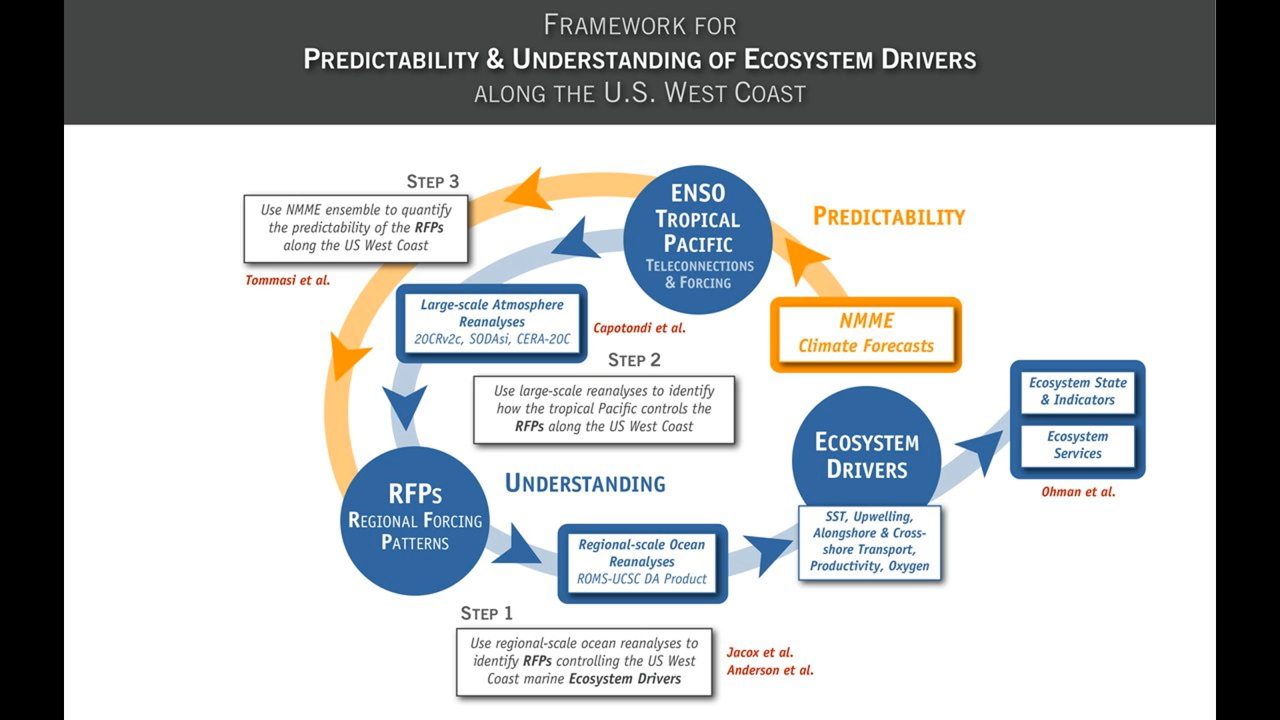 FRAMEWORK FOR
PREDICTABILITY & UNDERSTANDING OF ECOSYSTEM DRIVERS
ALONG THE U.S. WEST COAST
STEP 3
Use NMME ensemble to quantify
the predictability of the RFPs
along the US West Coast
Tommasi et al.
ENSO
TROPICAL
PACIFIC
TELECONNECTIONS
& FORCING
PREDICTABILITY
NMME
Climate Forecasts
Large-scale Atmosphere
Reanalyses
20CRv2c, SODAsi, CERA-20C
Capotondi et al.
STEP 2
Use large-scale reanalyses to identify
how the tropical Pacific controls the
RFPs along the US West Coast
UNDERSTANDING
RFPS
REGIONAL FORCING
PATTERNS
Regional-scale Ocean
Reanalyses
ROMS-UCSC DA Product
ECOSYSTEM
DRIVERS
SST, Upwelling,
Alongshore & Cross-
shore Transport,
Productivity, Oxygen
Ecosystem State
& Indicators
Ecosystem
Services
Ohman et al.
STEP 1
Use regional-scale ocean reanalyses to
identify RFPs controlling the US West
Coast marine Ecosystem Drivers
Jacox et al.
Anderson et al.